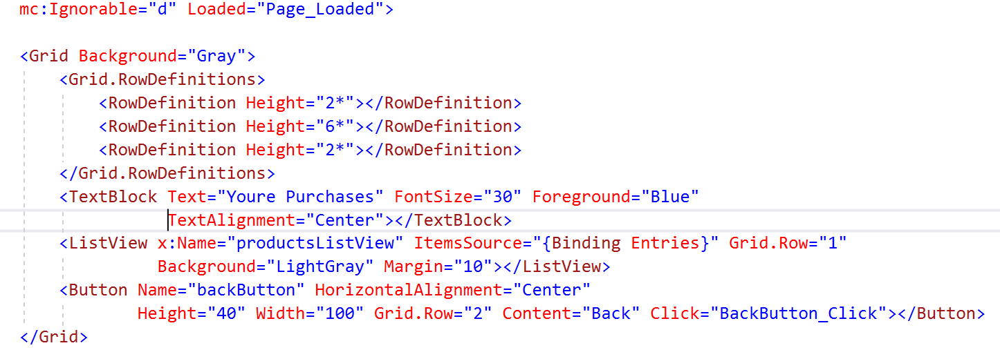 mc:Ignorable="d" Loaded="Page_Loaded">
<Grid Background="Gray">
<Grid.RowDefinitions>
<RowDefinition Height="2*"></RowDefinition>
<RowDefinition Height="6*"></RowDefinition>
<RowDefinition Height="2*"></RowDefinition>
</Grid.RowDefinitions>
<TextBlock Text="Youre Purchases" FontSize="30" Foreground="Blue"
TextAlignment="Center"></TextBlock>
<ListView x:Name="productsListView" ItemsSource="{Binding Entries}" Grid.Row="1"
Background="LightGray" Margin="10"></ListView>
<Button Name="backButton" HorizontalAlignment="Center"
Height="40" Width="100" Grid.Row="2" Content="Back" Click="BackButton_Click"></Button>
</Grid>